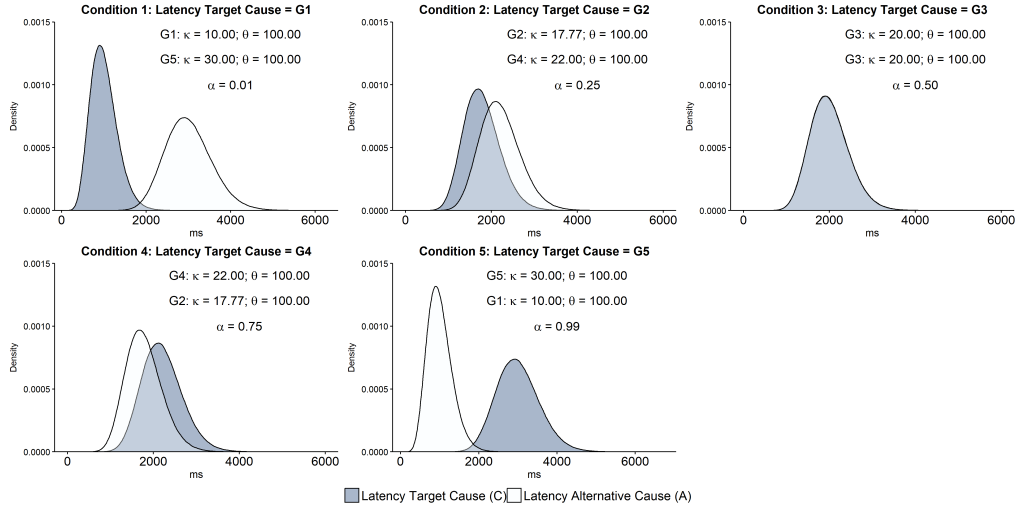 Condition 1: Latency Target Cause = G1
G1: κ = 10.00; θ = 100.00
G5: κ = 30.00; θ = 100.00
α = 0.01
Density
0.0015
0.0010
0.0005
0.0000
0 2000 4000 6000
ms
Condition 2: Latency Target Cause = G2
G2: κ = 17.77; θ = 100.00
G4: κ = 22.00; θ = 100.00
α = 0.25
Density
0.0015
0.0010
0.0005
0.0000
0 2000 4000 6000
ms
Condition 3: Latency Target Cause = G3
G3: κ = 20.00; θ = 100.00
G3: κ = 20.00; θ = 100.00
α = 0.50
Density
0.0015
0.0010
0.0005
0.0000
0 2000 4000 6000
ms
Condition 4: Latency Target Cause = G4
G4: κ = 22.00; θ = 100.00
G2: κ = 17.77; θ = 100.00
α = 0.75
Density
0.0015
0.0010
0.0005
0.0000
0 2000 4000 6000
ms
Condition 5: Latency Target Cause = G5
G5: κ = 30.00; θ = 100.00
G1: κ = 10.00; θ = 100.00
α = 0.99
Density
0.0015
0.0010
0.0005
0.0000
0 2000 4000 6000
ms
Latency Target Cause (C) Latency Alternative Cause (A)